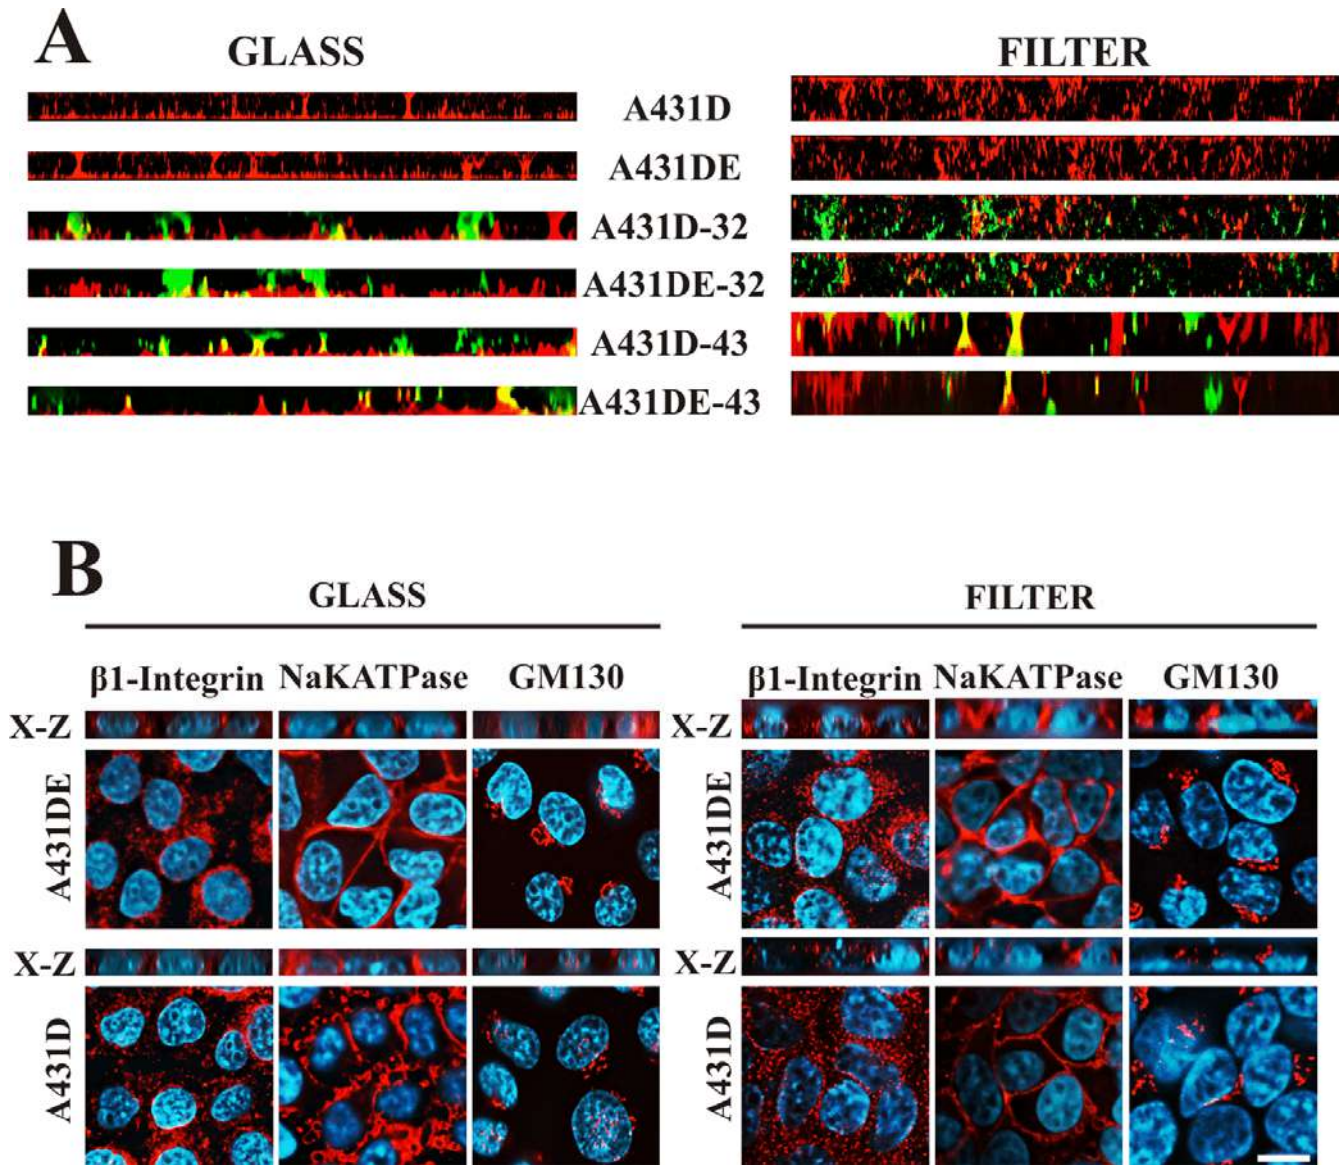 A
GLASS
FILTER
A431D
A431DE
A431D-32
A431DE-32
A431D-43
A431DE-43
B
GLASS
FILTER
β1-Integrin NaKATPase GM130
β1-Integrin NaKATPase GM130
X-Z
X-Z
A431DE
A431DE
X-Z
X-Z
A431D
A431D